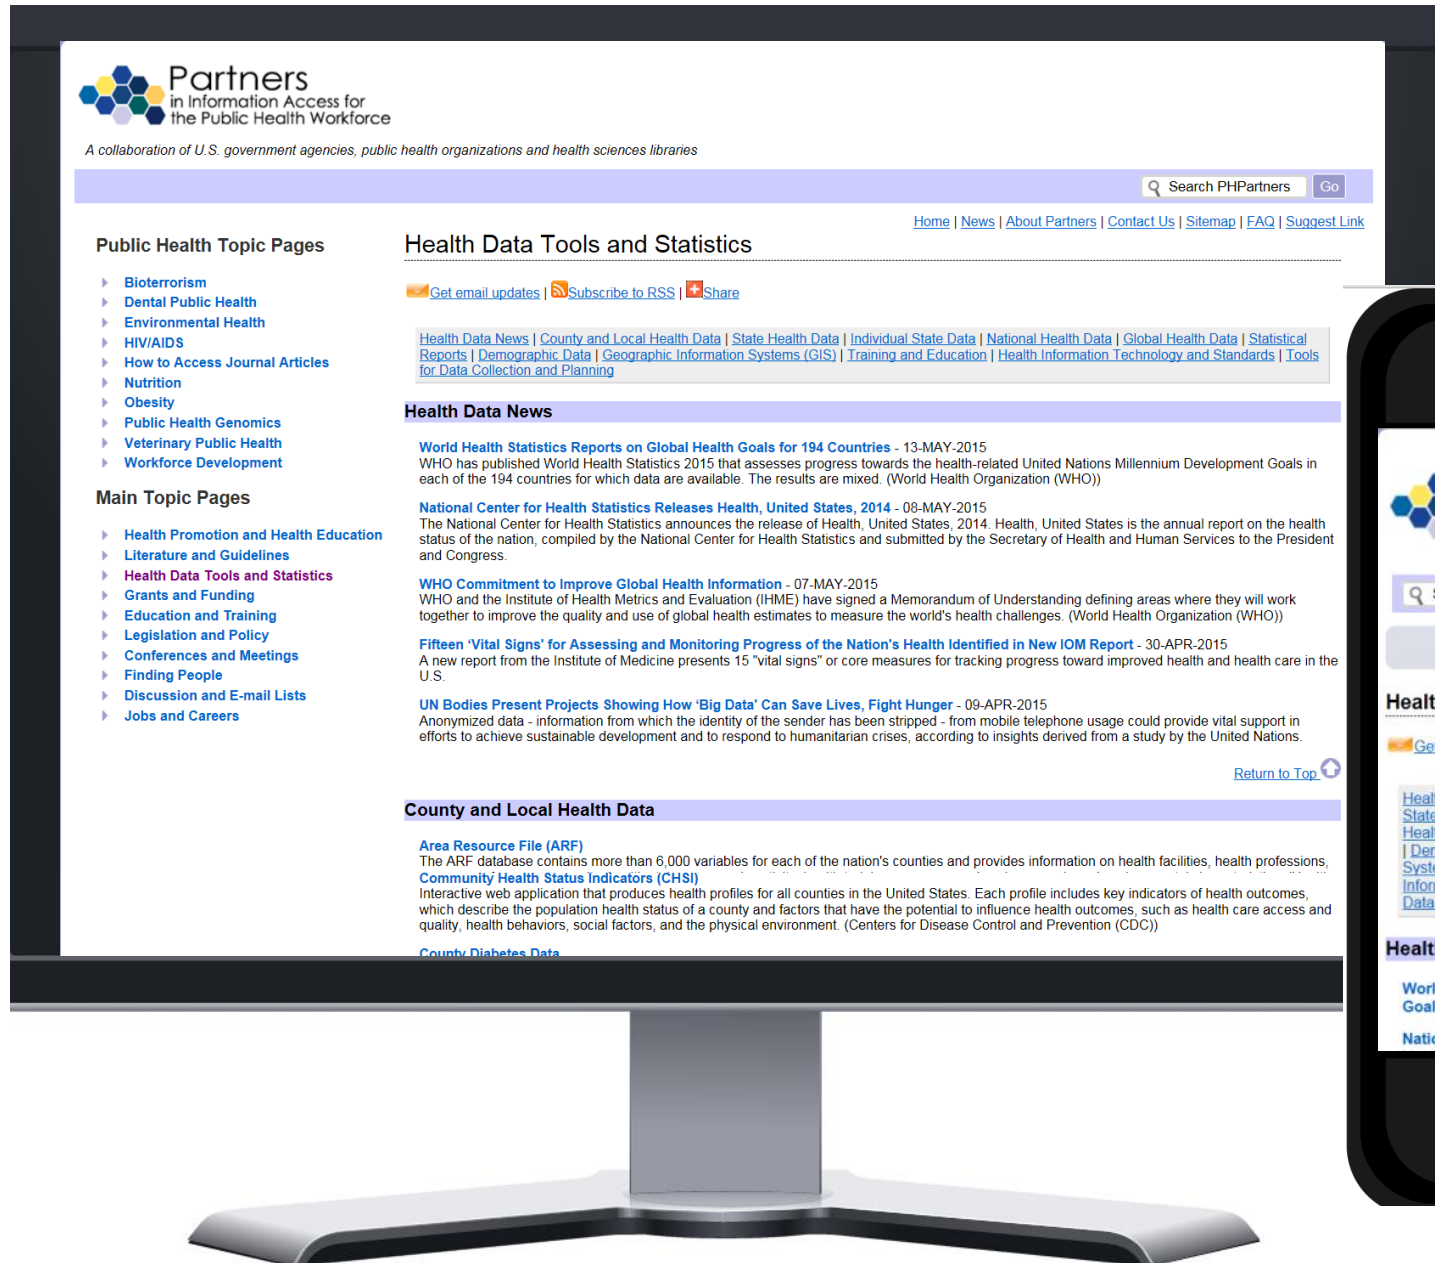 Partners
in Information Access for
the Public Health Workforce
A collaboration of U.S. government agencies, public health organizations and health sciences libraries
Search PHPartners Go
Home | News | About Partners | Contact Us | Sitemap | FAQ | Suggest Link
Public Health Topic Pages
Bioterrorism
Dental Public Health
Environmental Health
HIV/AIDS
How to Access Journal Articles
Nutrition
Obesity
Public Health Genomics
Veterinary Public Health
Workforce Development
Main Topic Pages
Health Promotion and Health Education
Literature and Guidelines
Health Data Tools and Statistics
Grants and Funding
Education and Training
Legislation and Policy
Conferences and Meetings
Finding People
Discussion and E-mail Lists
Jobs and Careers
Health Data Tools and Statistics
Get email updates | Subscribe to RSS | Share
Health Data News | County and Local Health Data | State Health Data | Individual State Data | National Health Data | Global Health Data | Statistical
Reports | Demographic Data | Geographic Information Systems (GIS) | Training and Education | Health Information Technology and Standards | Tools
for Data Collection and Planning
Health Data News
World Health Statistics Reports on Global Health Goals for 194 Countries - 13-MAY-2015
WHO has published World Health Statistics 2015 that assesses progress towards the health-related United Nations Millennium Development Goals in
each of the 194 countries for which data are available. The results are mixed. (World Health Organization (WHO))
National Center for Health Statistics Releases Health, United States, 2014 - 08-MAY-2015
The National Center for Health Statistics announces the release of Health, United States, 2014. Health, United States is the annual report on the health
status of the nation, compiled by the National Center for Health Statistics and submitted by the Secretary of Health and Human Services to the President
and Congress.
WHO Commitment to Improve Global Health Information - 07-MAY-2015
WHO and the Institute of Health Metrics and Evaluation (IHME) have signed a Memorandum of Understanding defining areas where they will work
together to improve the quality and use of global health estimates to measure the world's health challenges. (World Health Organization (WHO))
Fifteen ‘Vital Signs’ for Assessing and Monitoring Progress of the Nation's Health Identified in New IOM Report - 30-APR-2015
A new report from the Institute of Medicine presents 15 "vital signs" or core measures for tracking progress toward improved health and health care in the
U.S.
UN Bodies Present Projects Showing How ‘Big Data’ Can Save Lives, Fight Hunger - 09-APR-2015
Anonymized data - information from which the identity of the sender has been stripped - from mobile telephone usage could provide vital support in
efforts to achieve sustainable development and to respond to humanitarian crises, according to insights derived from a study by the United Nations.
Return to Top
County and Local Health Data
Area Resource File (ARF)
The ARF database contains more than 6,000 variables for each of the nation's counties and provides information on health facilities, health professions,
Community Health Status Indicators (CHSI)
Interactive web application that produces health profiles for all counties in the United States. Each profile includes key indicators of health outcomes,
which describe the population health status of a county and factors that have the potential to influence health outcomes, such as health care access and
quality, health behaviors, social factors, and the physical environment. (Centers for Disease Control and Prevention (CDC))
County Diabetes Data
Healt
Ge
Healt
State
Healt
| Der
Syste
Infor
Data
Healt
Worl
Goal
Natio